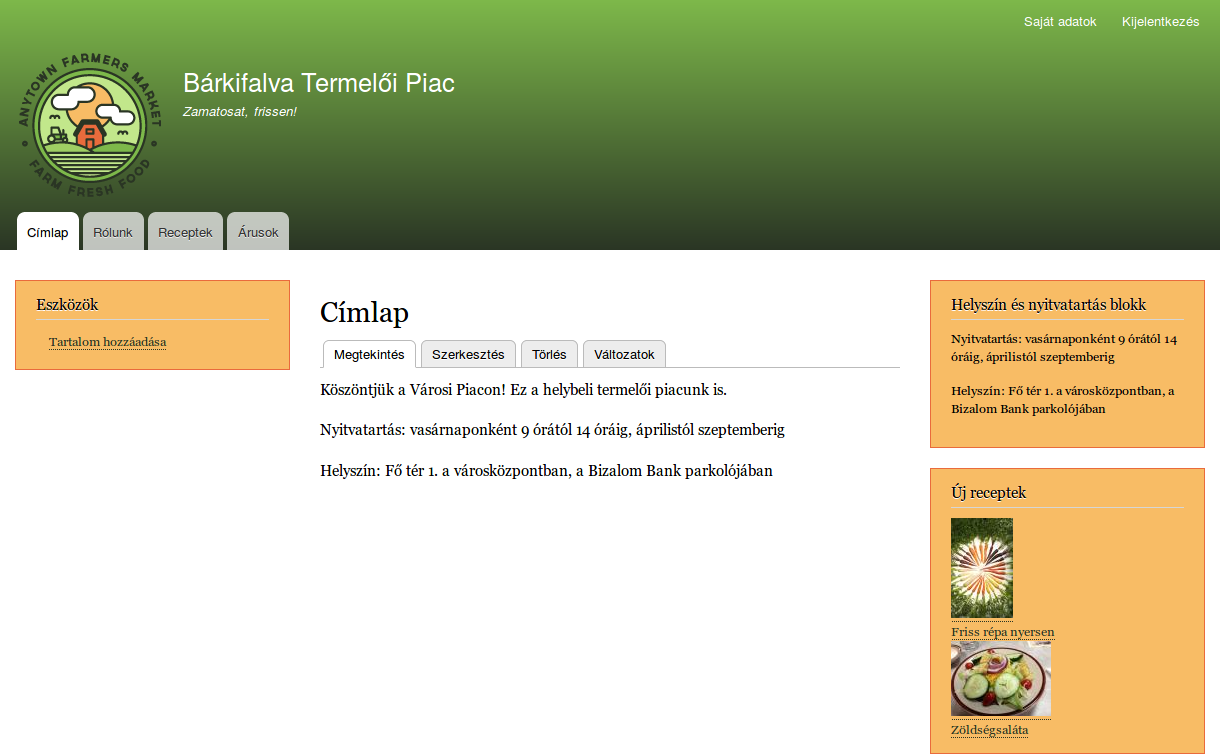 Saját adatok Kijelentkezés
ANYTOWN FARMERS MARKET
FARM FRESH FOOD
Bárkifalva Termelői Piac
Zamatosat, frissen!
Címlap Rólunk Receptek Árusok
Eszközök
Tartalom hozzáadása
Címlap
Megtekintés Szerkesztés Törlés Változatok
Köszöntjük a Városi Piacon! Ez a helybeli termelői piacunk is.
Nyitvatartás: vasárnaponként 9 órától 14 óráig, áprilistól szeptemberig
Helyszín: Fő tér 1. a városközpontban, a Bizalom Bank parkolójában
Helyszín és nyitvatartás blokk
Nyitvatartás: vasárnaponként 9 órától 14
óráig, áprilistól szeptemberig
Helyszín: Fő tér 1. a városközpontban, a
Bizalom Bank parkolójában
Új receptek
Friss répa nyersen
Zöldségsaláta